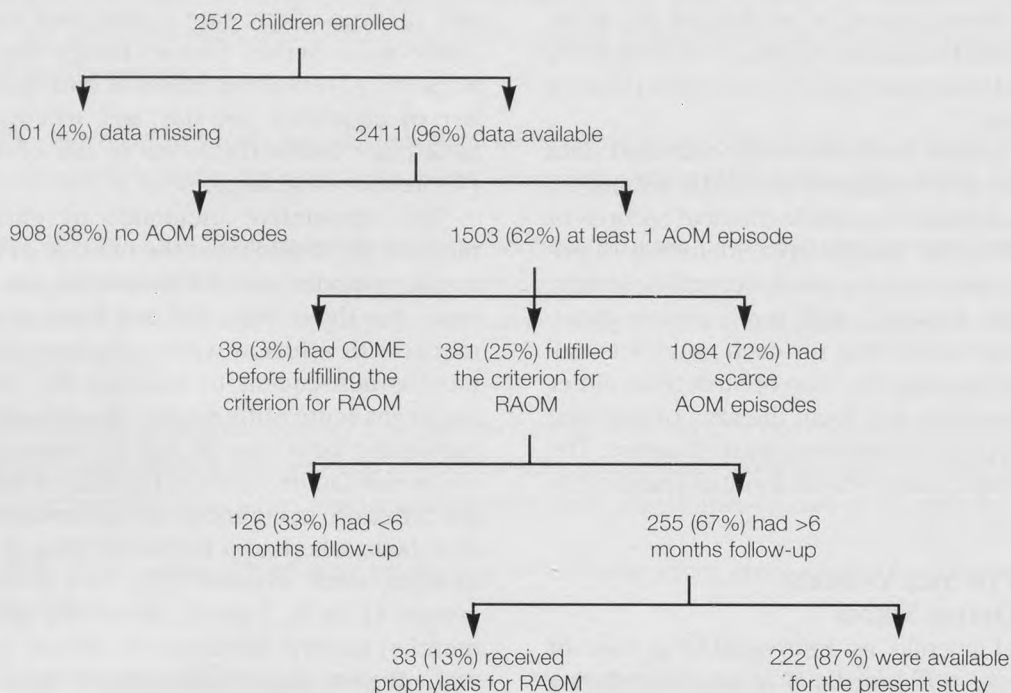 2512 children enrolled
101 (4%) data missing
2411 (96%) data available
908 (38%) no AOM episodes
1503 (62%) at least 1 AOM episode
38 (3%) had COME
before fulfilling the
criterion for RAOM
381 (25%) fullfilled
the criterion for
RAOM
1084 (72%) had
scarce
AOM episodes
126 (33%) had <6
months follow-up
255 (67%) had >6
months follow-up
33 (13%) received
prophylaxis for RAOM
222 (87%) were available
for the present study